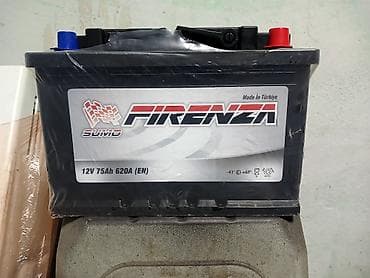 Made In Türkiye
FIRENZA
SUMO
12V 75Ah 620A (EN)